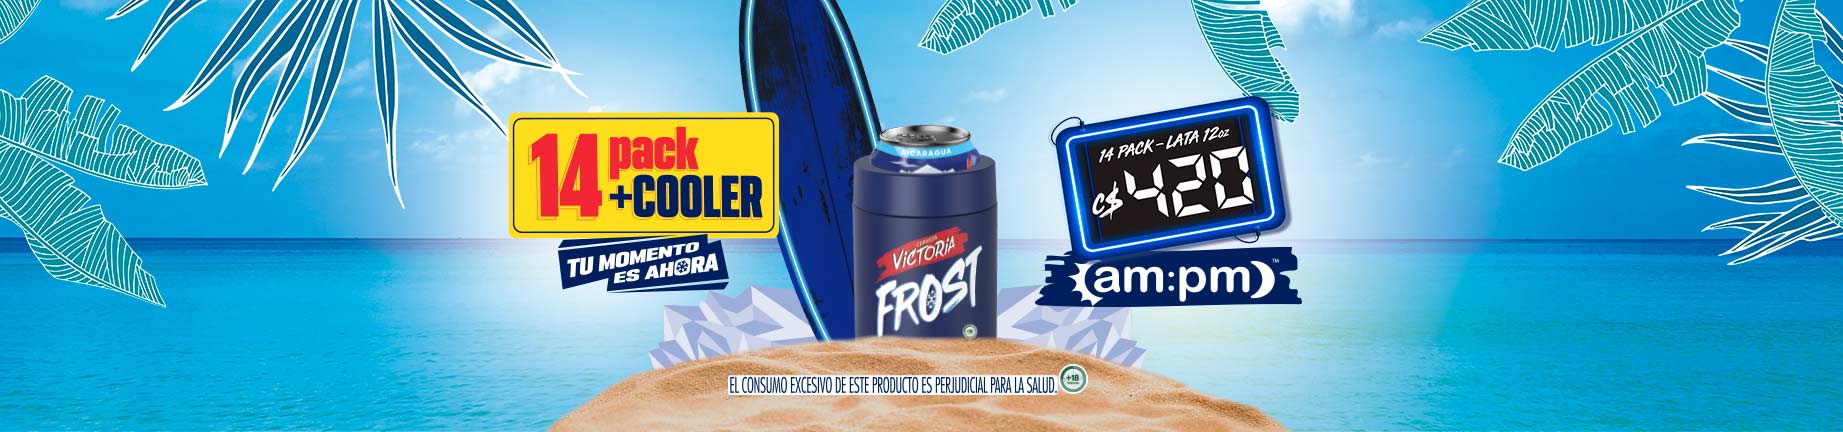 14 pack
+COOLER
TU MOMENTO
ES AHORA
NICARAGUA
CERVEZA
VICTORIA
FROST
14 PACK - LATA 12oz
C$420
am:pm™
EL CONSUMO EXCESIVO DE ESTE PRODUCTO ES PERJUDICIAL PARA LA SALUD.
+18